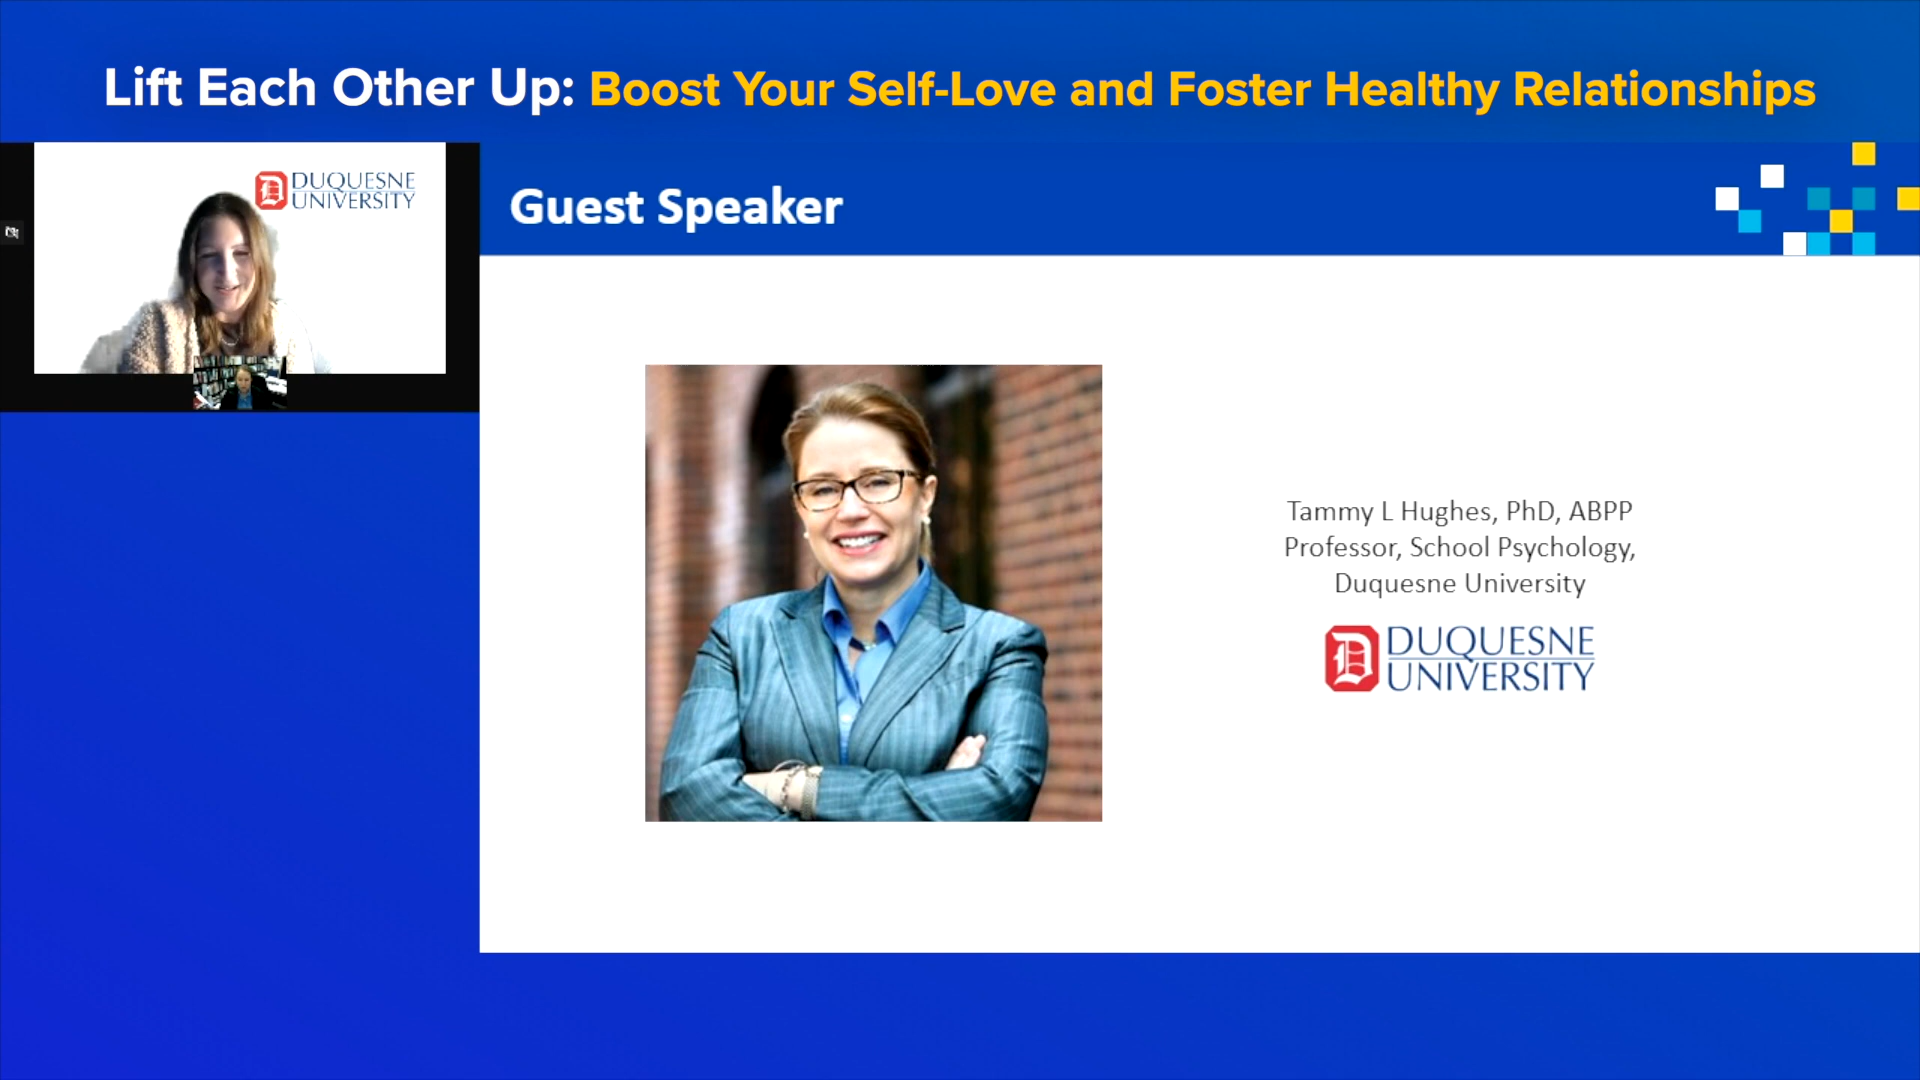 Lift Each Other Up: Boost Your Self-Love and Foster Healthy Relationships
DUQUESNE
UNIVERSITY
Guest Speaker
Tammy L Hughes, PhD, ABPP
Professor, School Psychology,
Duquesne University
D DUQUESNE
UNIVERSITY